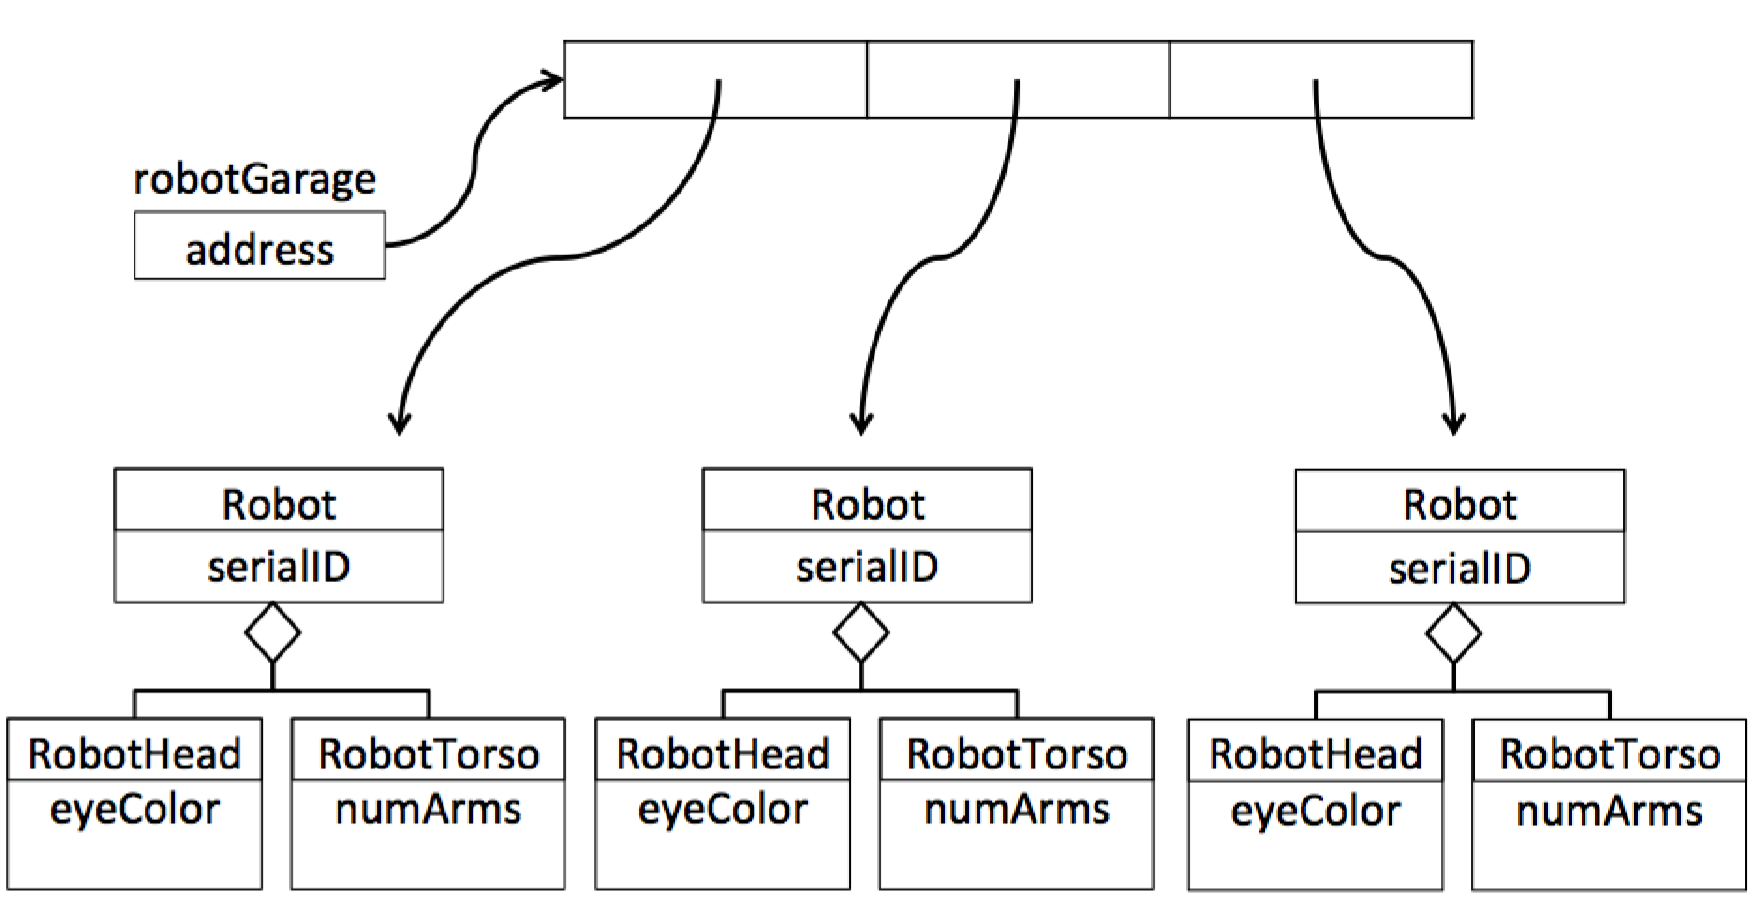 robotGarage
address
Robot
serialID
RobotHead
eyeColor
RobotTorso
numArms
Robot
serialID
RobotHead
eyeColor
RobotTorso
numArms
Robot
serialID
RobotHead
eyeColor
RobotTorso
numArms